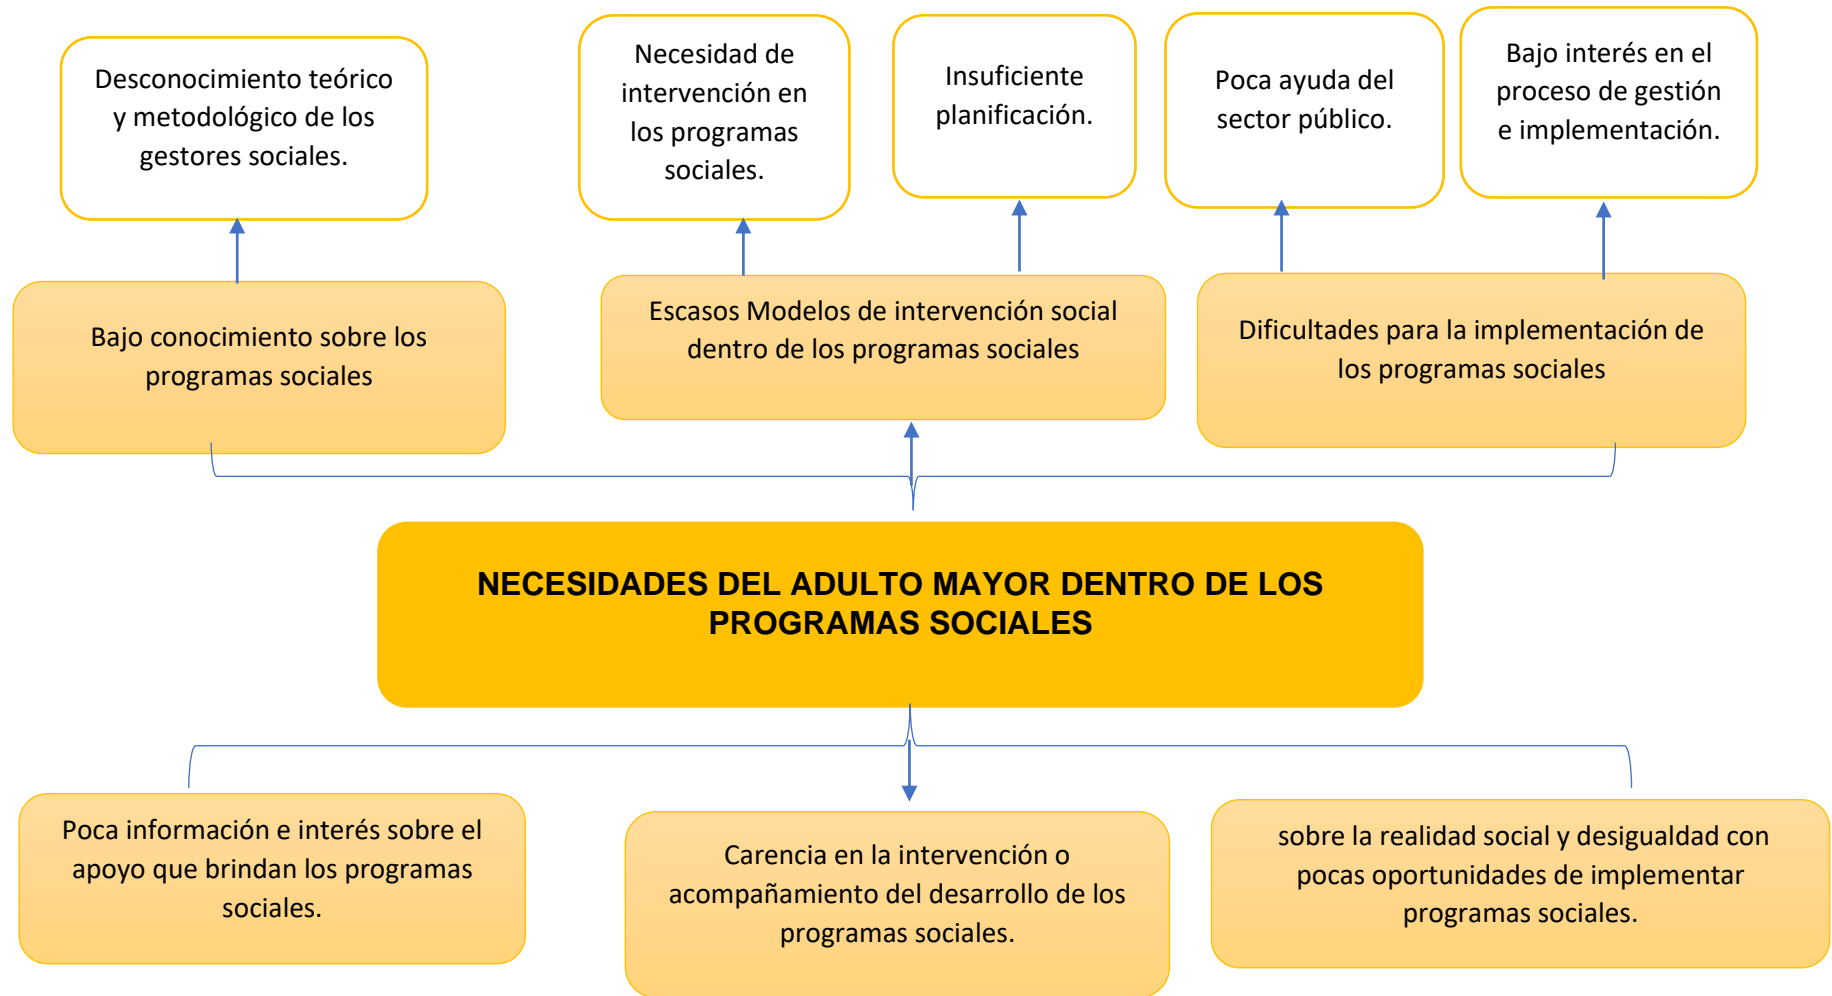 Desconocimiento teórico
y metodológico de los
gestores sociales.
Necesidad de
intervención en
los programas
sociales.
Insuficiente
planificación.
Poca ayuda del
sector público.
Bajo interés en el
proceso de gestión
e implementación.
Bajo conocimiento sobre los
programas sociales
Escasos Modelos de intervención social
dentro de los programas sociales
Dificultades para la implementación de
los programas sociales
NECESIDADES DEL ADULTO MAYOR DENTRO DE LOS
PROGRAMAS SOCIALES
Poca información e interés sobre el
apoyo que brindan los programas
sociales.
Carencia en la intervención o
acompañamiento del desarrollo de los
programas sociales.
sobre la realidad social y desigualdad con
pocas oportunidades de implementar
programas sociales.